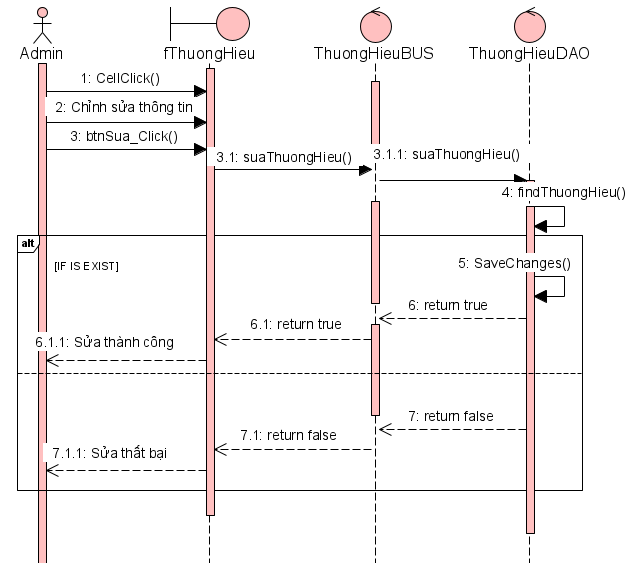 Admin
fThuongHieu
ThuongHieuBUS
ThuongHieuDAO
1: CellClick()
2: Chỉnh sửa thông tin
3: btnSua_Click()
3.1: suaThuongHieu()
3.1.1: suaThuongHieu()
4: findThuongHieu()
alt
[IF IS EXIST]
5: SaveChanges()
6: return true
6.1: return true
6.1.1: Sửa thành công
7: return false
7.1: return false
7.1.1: Sửa thất bại